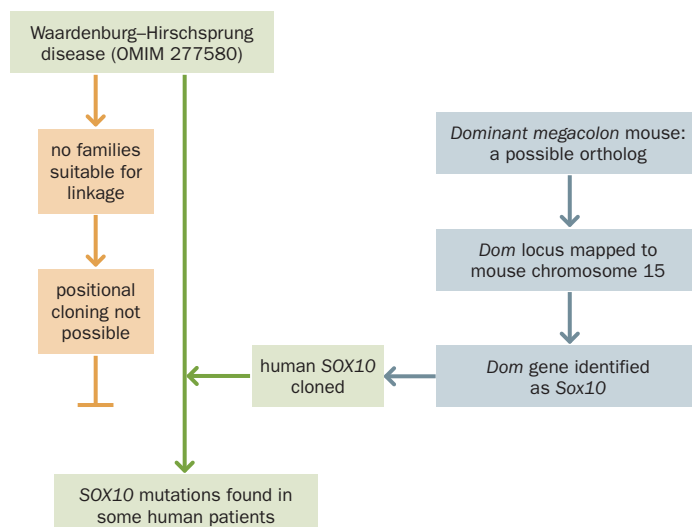 Waardenburg–Hirschsprung
disease (OMIM 277580)
no families
suitable for
linkage
positional
cloning not
possible
Dominant megacolon mouse:
a possible ortholog
Dom locus mapped to
mouse chromosome 15
Dom gene identified
as Sox10
human SOX10
cloned
SOX10 mutations found in
some human patients